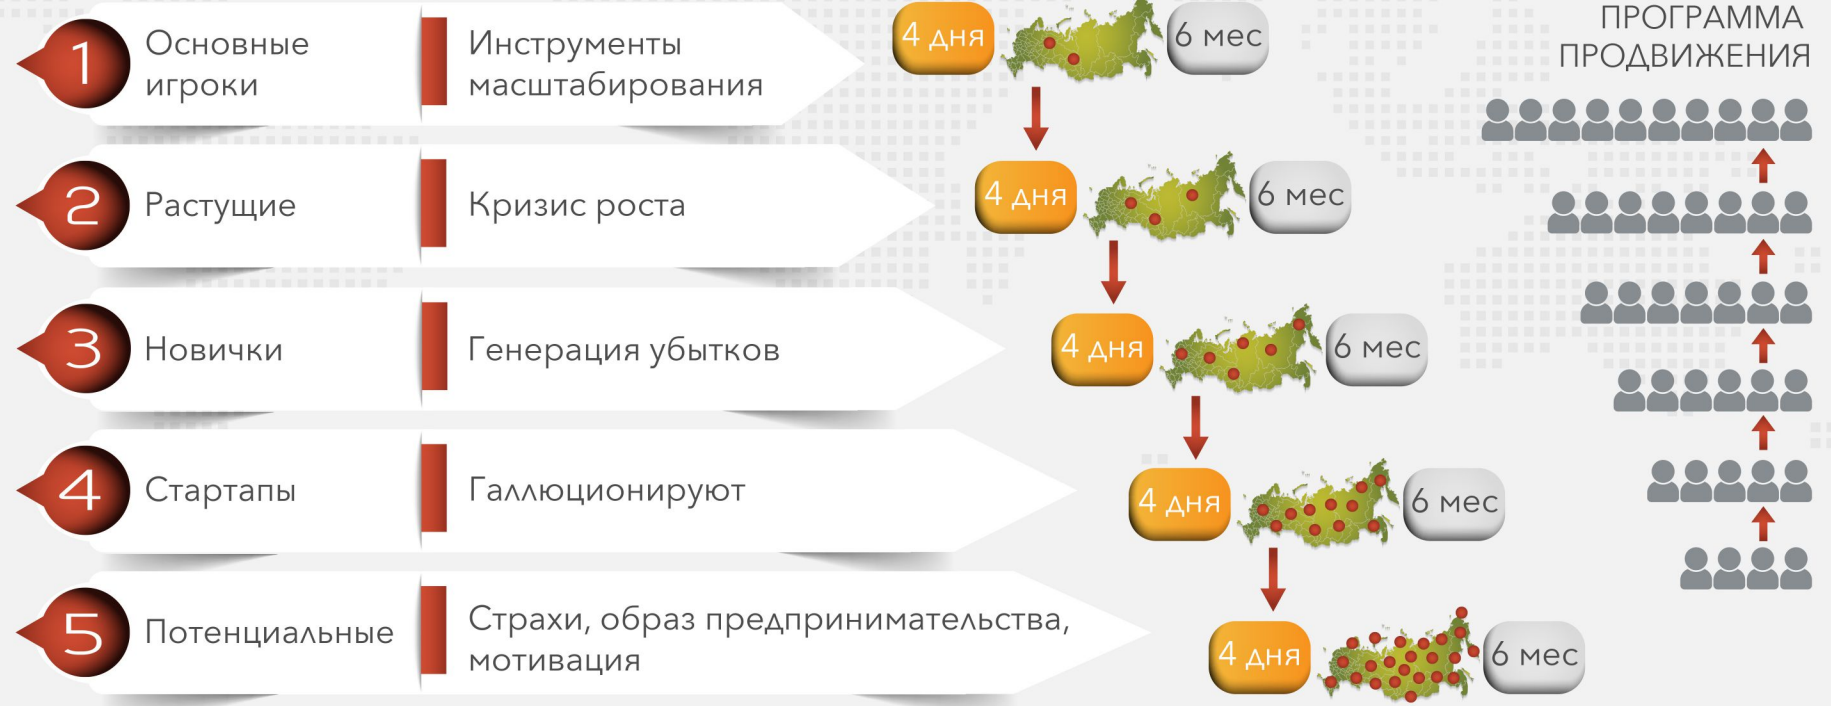 1
Основные
игроки
Инструменты
масштабирования
4 дня
6 мес
ПРОГРАММА
ПРОДВИЖЕНИЯ
2
Растущие
Кризис роста
4 дня
6 мес
3
Новички
Генерация убытков
4 дня
6 мес
4
Стартапы
Галлюционируют
4 дня
6 мес
5
Потенциальные
Страхи, образ предпринимательства,
мотивация
4 дня
6 мес